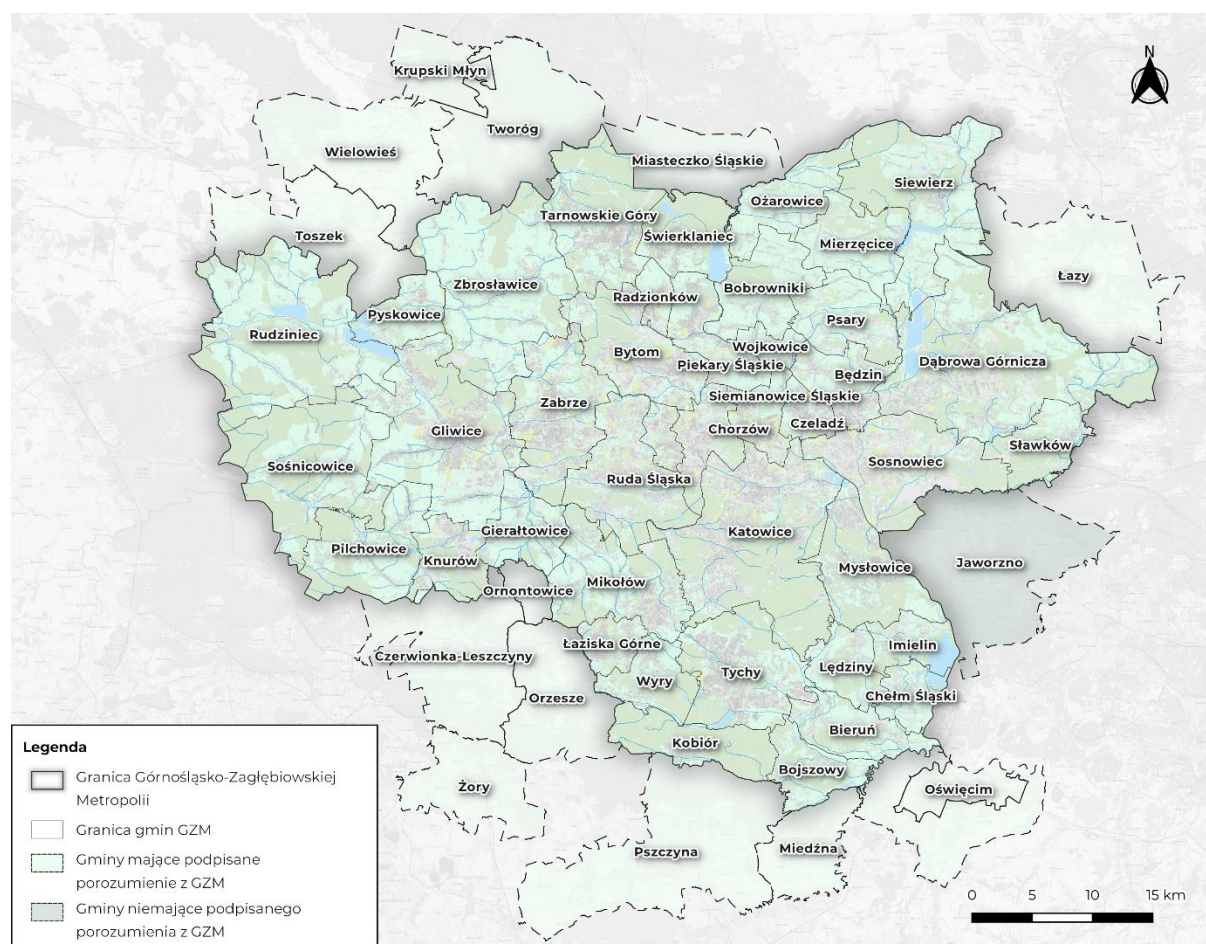 N
Krupski Młyn
Tworóg
Wielowieś
Miasteczko Śląskie
Siewierz
Ożarowice
Tarnowskie Góry
Toszek
Świerklaniec
Mierzęcice
Łazy
Zbrosławice
Bobrowniki
Radzionków
Pyskowice
Psary
Rudziniec
Wojkowice
Bytom
Piekary Śląskie
Dąbrowa Górnicza
Będzin
Siemianowice Śląskie
Zabrze
Czeladź
Gliwice
Chorzów
Sławków
Sosnowiec
Sośnicowice
Ruda Śląska
Gierałtowice
Katowice
Pilchowice
Knurów
Jaworzno
Mysłowice
Mikołów
Ornontowice
Łaziska Górne
Imielin
Czerwionka-Leszczyny
Lędziny
Tychy
Wyry
Chełm Śląski
Orzesze
Bieruń
Kobiór
Bojszowy
Żory
Oświęcim
Pszczyna
Miedźna
Legenda
Granica Górnośląsko-Zagłębiowskiej
Metropolii
Granica gmin GZM
Gminy mające podpisane
porozumienie z GZM
Gminy niemające podpisanego
porozumienia z GZM
0 5 10 15 km